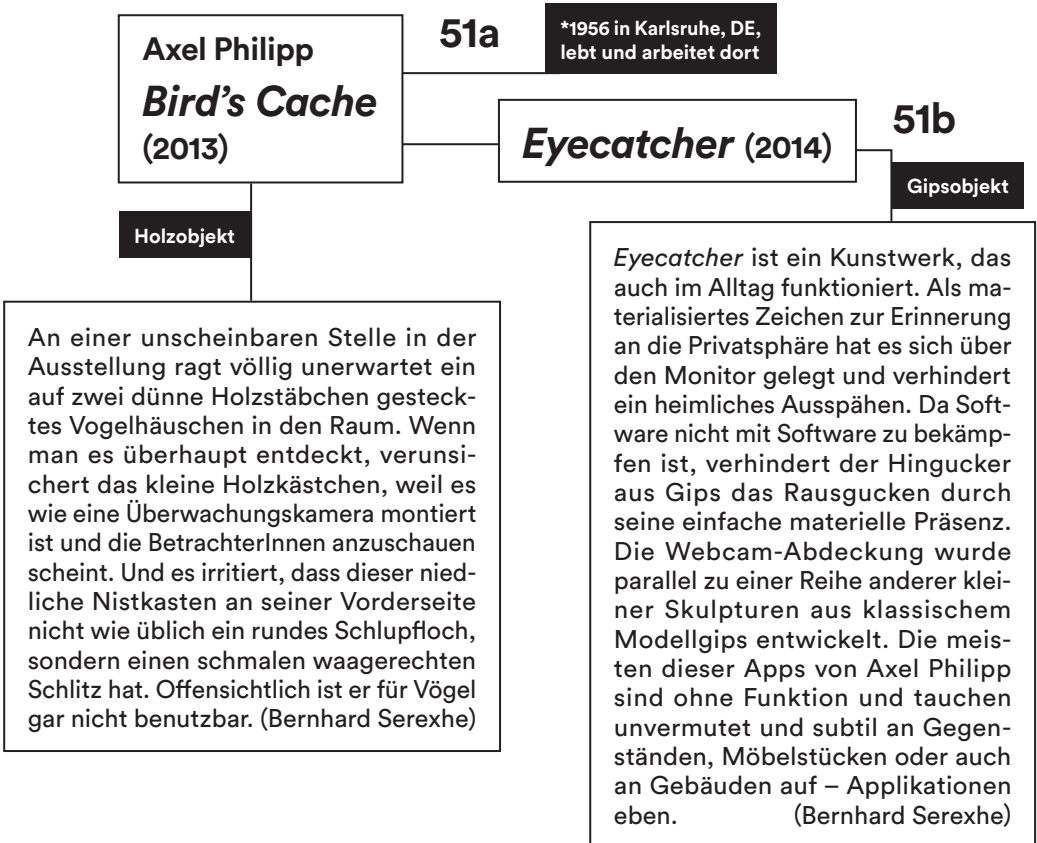 Axel Philipp
Bird’s Cache
(2013)
51a
*1956 in Karlsruhe, DE,
lebt und arbeitet dort
Holzobjekt
An einer unscheinbaren Stelle in der
Ausstellung ragt völlig unerwartet ein
auf zwei dünne Holzstäbchen gesteck-
tes Vogelhäuschen in den Raum. Wenn
man es überhaupt entdeckt, verunsi-
chert das kleine Holzkästchen, weil es
wie eine Überwachungskamera montiert
ist und die BetrachterInnen anzuschauen
scheint. Und es irritiert, dass dieser nied-
liche Nistkasten an seiner Vorderseite
nicht wie üblich ein rundes Schlupfloch,
sondern einen schmalen waagerechten
Schlitz hat. Offensichtlich ist er für Vögel
gar nicht benutzbar. (Bernhard Serexhe)
Eyecatcher (2014)
51b
Gipsobjekt
Eyecatcher ist ein Kunstwerk, das
auch im Alltag funktioniert. Als ma-
terialisiertes Zeichen zur Erinnerung
an die Privatsphäre hat es sich über
den Monitor gelegt und verhindert
ein heimliches Ausspähen. Da Soft-
ware nicht mit Software zu bekämp-
fen ist, verhindert der Hingucker
aus Gips das Rausgucken durch
seine einfache materielle Präsenz.
Die Webcam-Abdeckung wurde
parallel zu einer Reihe anderer klei-
ner Skulpturen aus klassischem
Modellgips entwickelt. Die meis-
ten dieser Apps von Axel Philipp
sind ohne Funktion und tauchen
unvermutet und subtil an Gegen-
ständen, Möbelstücken oder auch
an Gebäuden auf – Applikationen
eben. (Bernhard Serexhe)